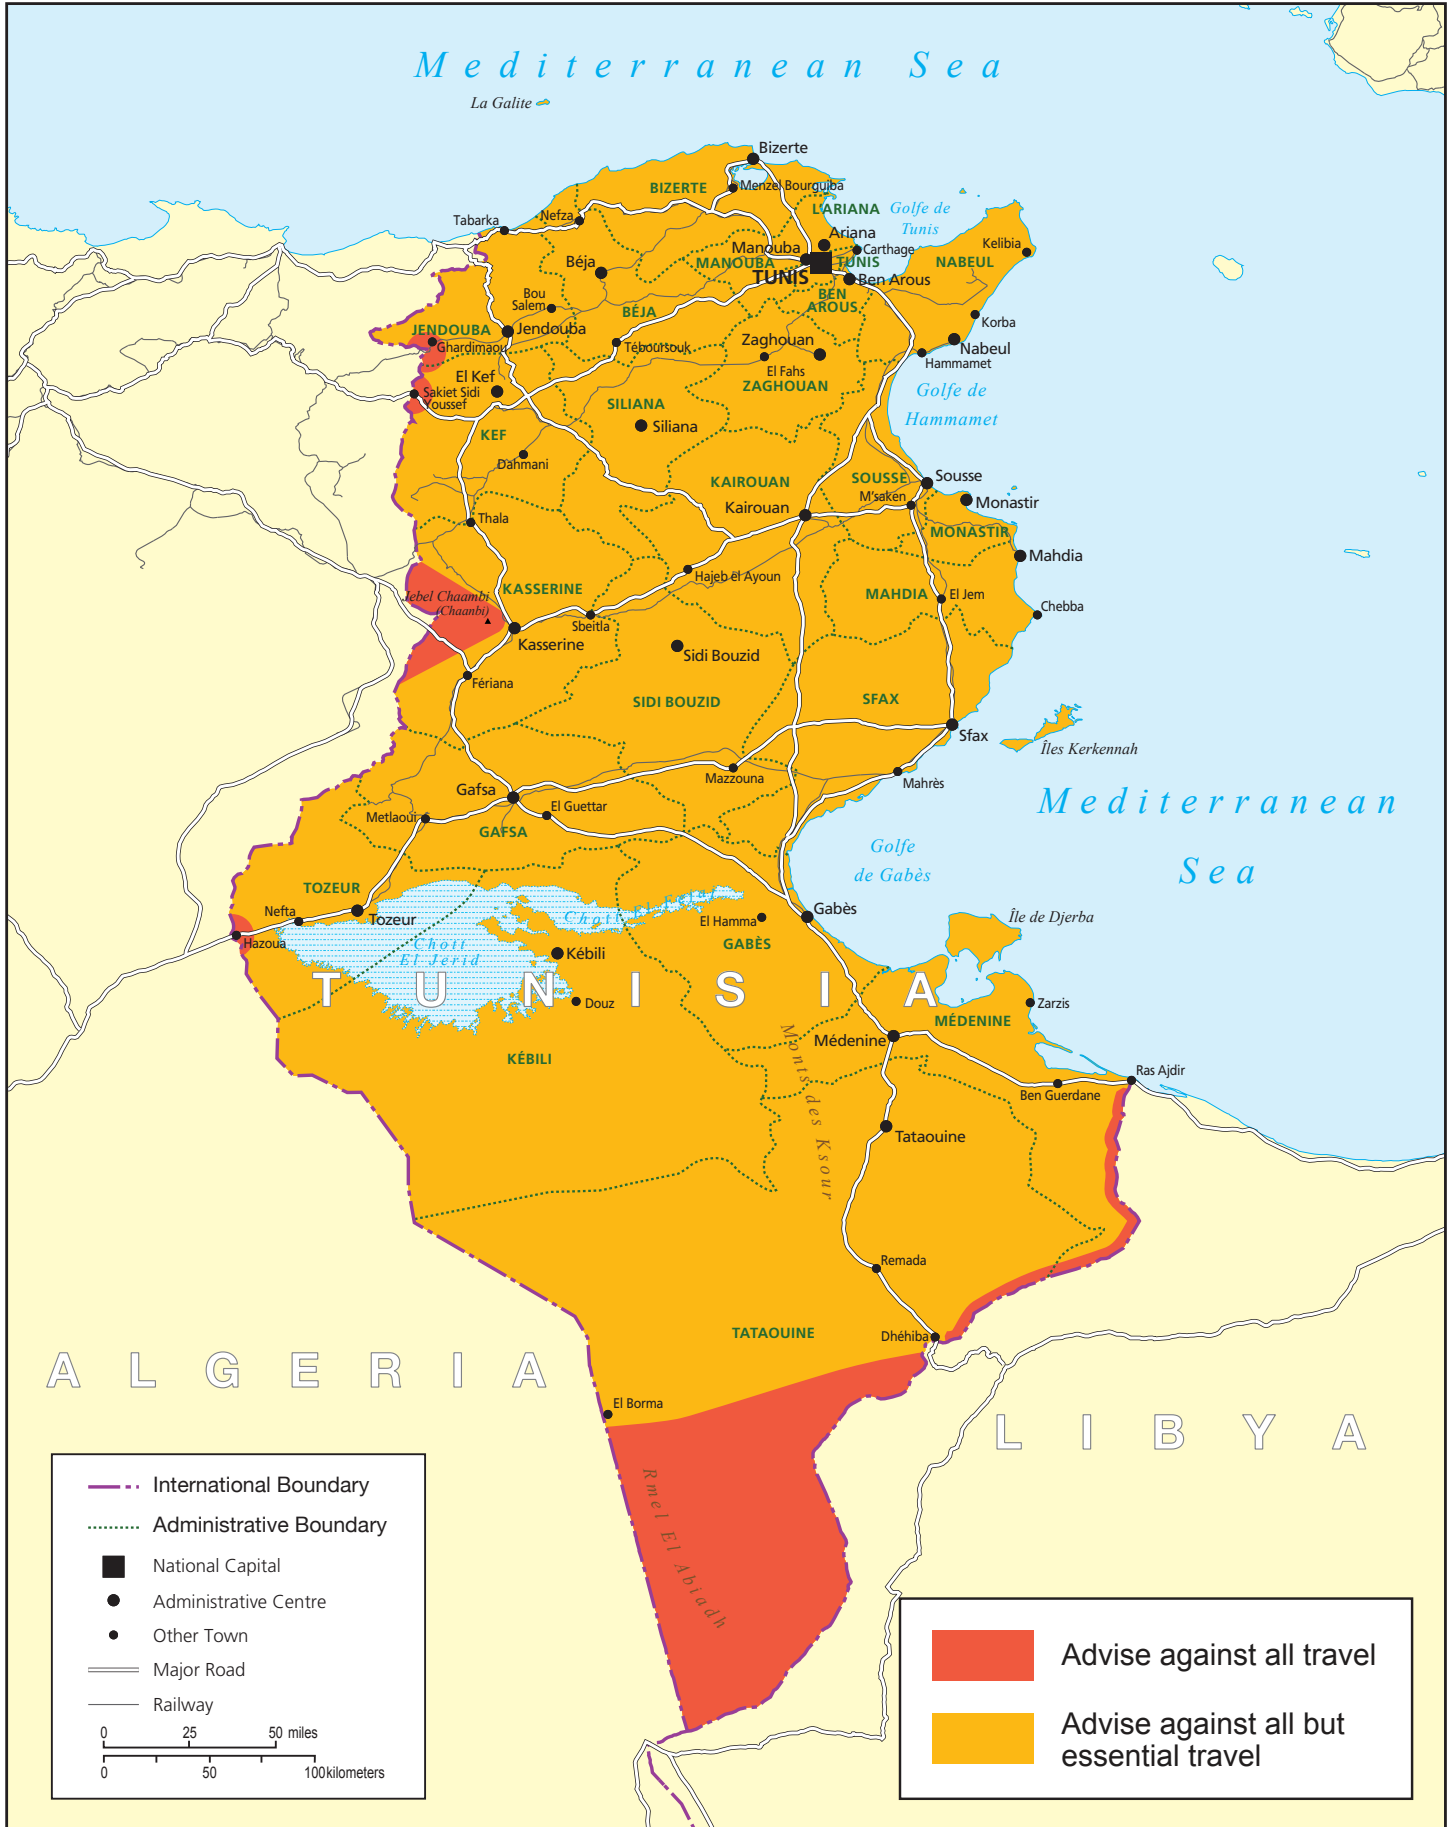 Mediterranean Sea
La Galite
Bizerte
BIZERTE
Menzel Bourguiba
L'ARIANA
Golfe de
Tunis
Tabarka
Nefza
Ariana
Manouba
Carthage
Kelibia
Béja
MANOUBA
TUNIS
NABEUL
TUNIS
Ben Arous
Bou
Salem
BEN
AROUS
BÉJA
Korba
JENDOUBA
Jendouba
Ghardimaou
Téboursouk
Zaghouan
Nabeul
El Fahs
Hammamet
El Kef
ZAGHOUAN
Sakiet Sidi
Youssef
Golfe de
Hammamet
SILIANA
Siliana
KEF
Dahmani
KAIROUAN
SOUSSE
Sousse
M'saken
Monastir
Kairouan
Thala
MONASTIR
Mahdia
Hajeb el Ayoun
KASSERINE
Jebel Chaambi
(Chaanbi)
MAHDIA
El Jem
Chebba
Sbeitla
Kasserine
Sidi Bouzid
Fériana
SIDI BOUZID
SFAX
Sfax
Îles Kerkennah
Mazzouna
Mahrès
Gafsa
El Guettar
Metlaoui
GAFSA
Mediterranean
Sea
Golfe
de Gabès
TOZEUR
Nefta
Tozeur
Chott El Fejaj
El Hamma
Gabès
Île de Djerba
Hazoua
Chott
El Jerid
GABÈS
Kébili
TUNISIA
Douz
Zarzis
MÉDENINE
Médenine
KÉBILI
Monts des Ksour
Ras Ajdir
Ben Guerdane
Tataouine
Remada
TATAOUINE
Dhéhiba
ALGERIA
El Borma
LIBYA
Rmel El Abiadh
International Boundary
Administrative Boundary
National Capital
Administrative Centre
Other Town
Major Road
Railway
0 25 50 miles
0 50 100kilometers
Advise against all travel
Advise against all but
essential travel